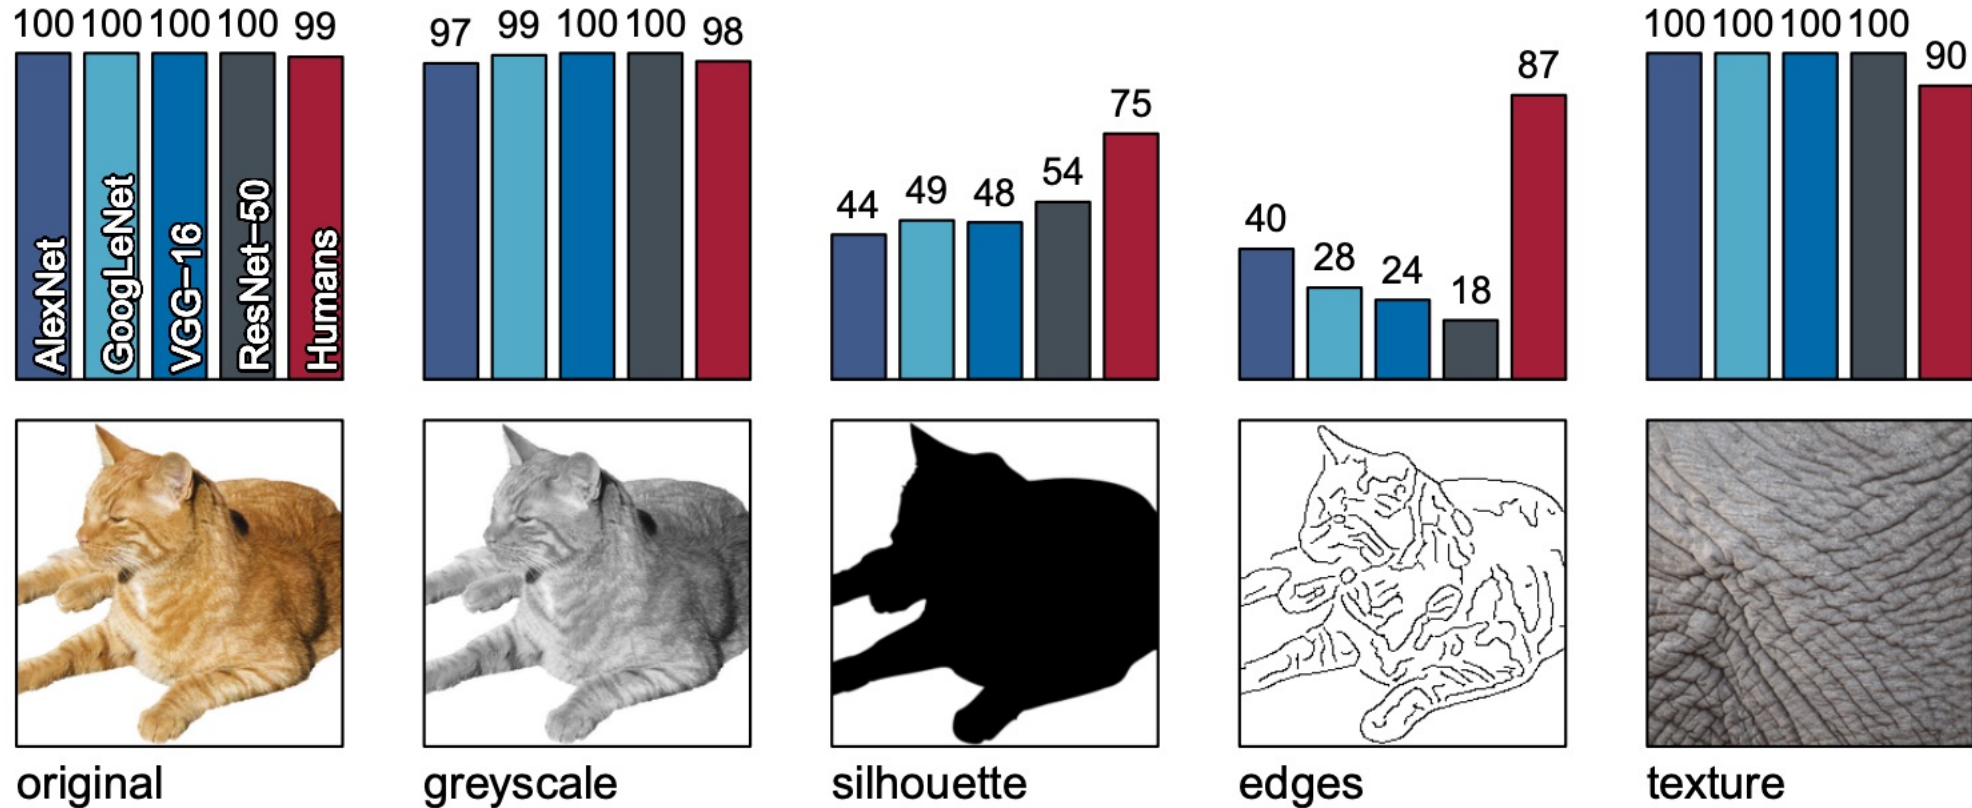 100 100 100 100 99
AlexNet
GoogLeNet
VGG-16
ResNet-50
Humans
original
97 99 100 100 98
greyscale
44 49 48 54 75
silhouette
40 28 24 18 87
edges
100 100 100 100 90
texture